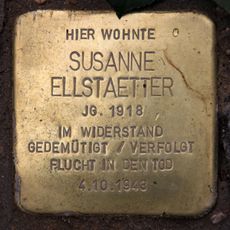 HIER WOHNTE
SUSANNE
ELLSTAETTER
JG. 1918
IM WIDERSTAND
GEDEMÜTIGT / VERFOLGT
FLUCHT IN DEN TOD
4.10.1943